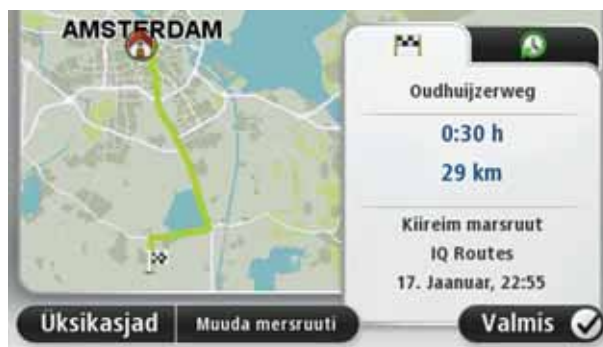 AMSTERDAM
Oudhuijzerweg
0:30 h
29 km
Kiireim marsruut
IQ Routes
17. Jaanuar, 22:55
Üksikasjad
Muuda mersruuti
Valmis